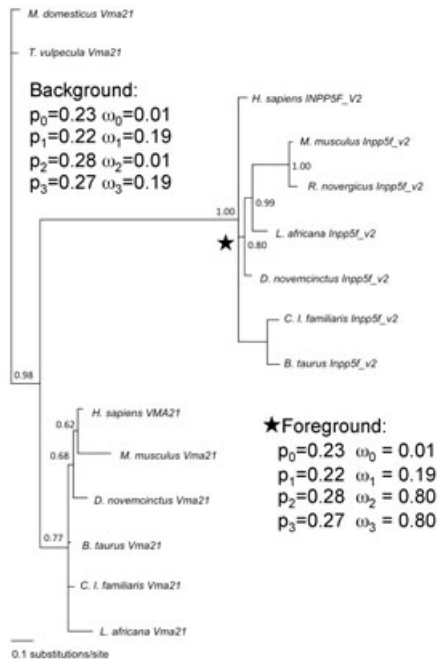 M. domesticus Vma21
T. vulpecula Vma21
Background:
p0=0.23 ω0=0.01
p1=0.22 ω1=0.19
p2=0.28 ω2=0.01
p3=0.27 ω3=0.19
H. sapiens INPP5F_V2
M. musculus Inpp5f_v2
1.00
R. novergicus Inpp5f_v2
0.99
1.00
L. africana Inpp5f_v2
0.80
D. novemcinctus Inpp5f_v2
C. l. familiaris Inpp5f_v2
B. taurus Inpp5f_v2
0.98
H. sapiens VMA21
0.62
M. musculus Vma21
0.68
D. novemcinctus Vma21
0.77
B. taurus Vma21
C. l. familiaris Vma21
L. africana Vma21
★Foreground:
p0=0.23 ω0 = 0.01
p1=0.22 ω1 = 0.19
p2=0.28 ω2 = 0.80
p3=0.27 ω3 = 0.80
0.1 substitutions/site